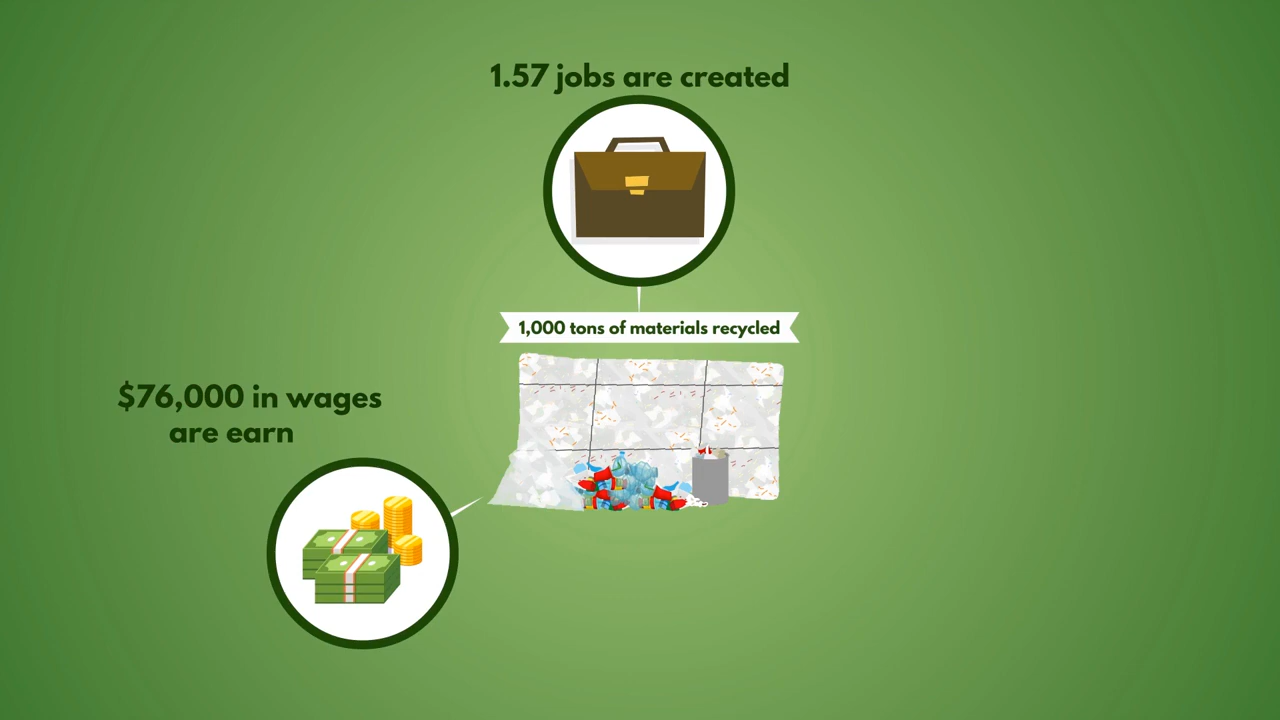 1.57 jobs are created
1,000 tons of materials recycled
$76,000 in wages
are earn